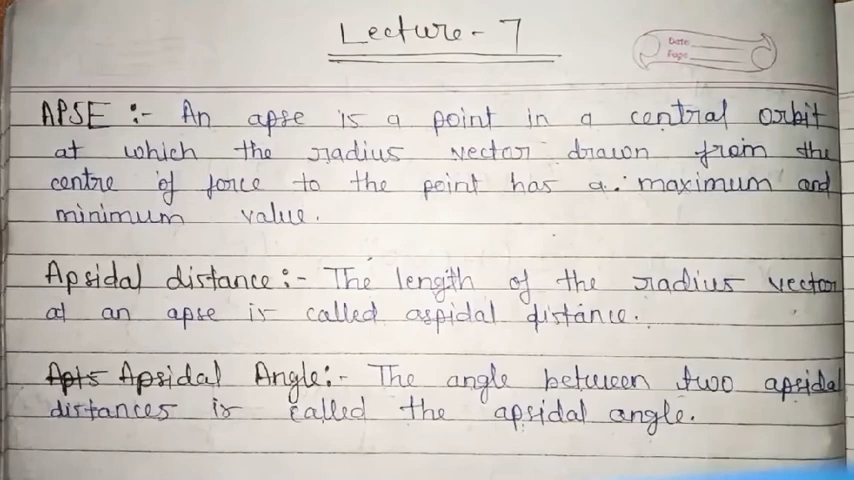 Lecture - 7
Date
Page
APSE :- An apse is a point in a central orbit
at which the radius vector drawn from the
centre of force to the point has a maximum and
minimum value.
Apsidal distance :- The length of the radius vector
at an apse is called aspidal distance.
Apsidal Angle :- The angle between two apsidal
distances is called the apsidal angle.